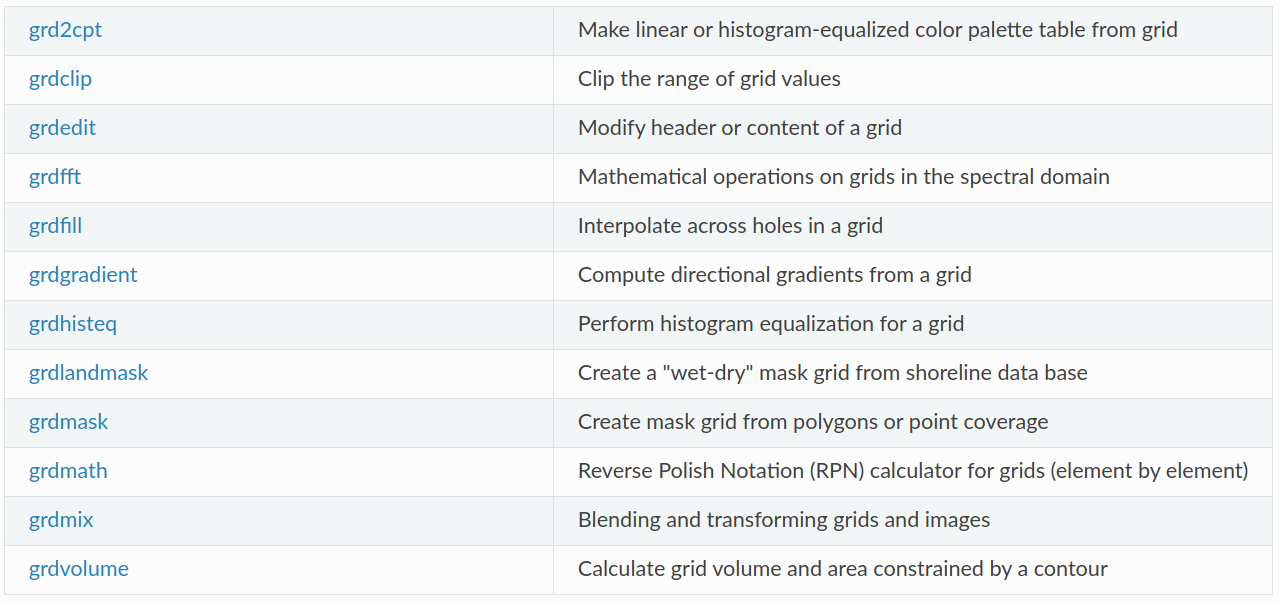 grd2cpt Make linear or histogram-equalized color palette table from grid
grdclip Clip the range of grid values
grdedit Modify header or content of a grid
grdfft Mathematical operations on grids in the spectral domain
grdfill Interpolate across holes in a grid
grdgradient Compute directional gradients from a grid
grdhisteq Perform histogram equalization for a grid
grdlandmask Create a "wet-dry" mask grid from shoreline data base
grdmask Create mask grid from polygons or point coverage
grdmath Reverse Polish Notation (RPN) calculator for grids (element by element)
grdmix Blending and transforming grids and images
grdvolume Calculate grid volume and area constrained by a contour